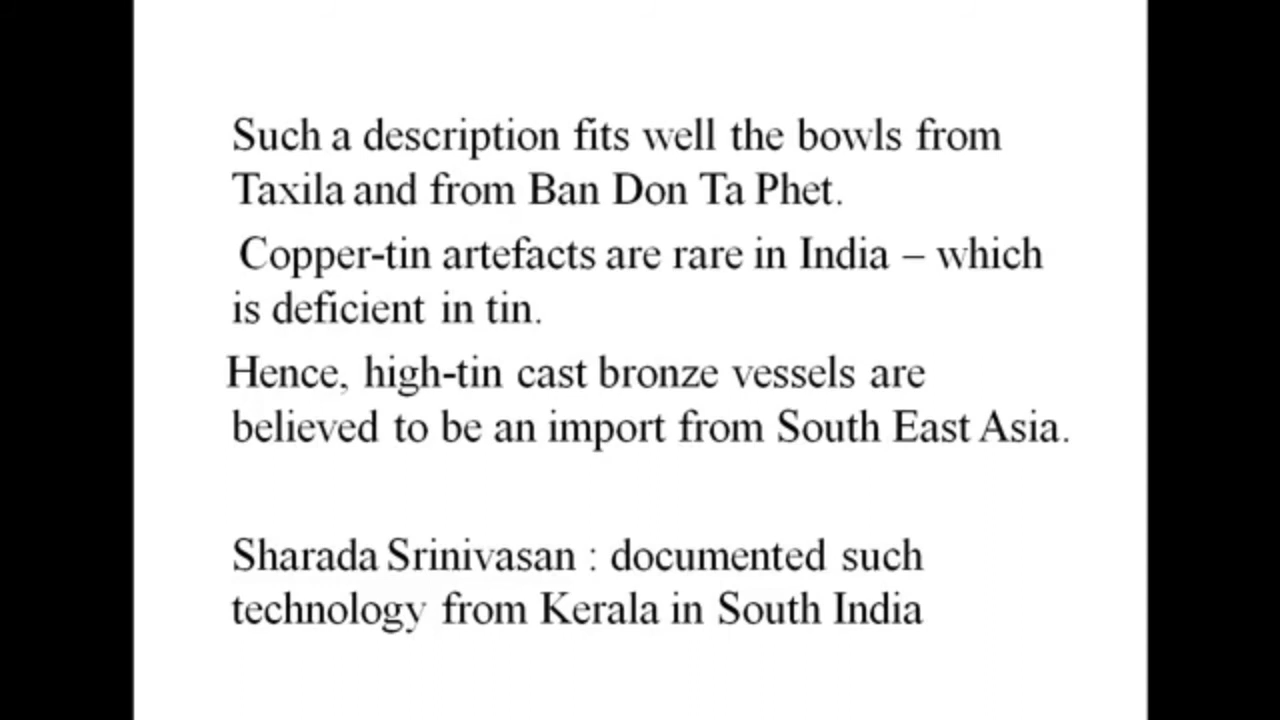 Such a description fits well the bowls from
Taxila and from Ban Don Ta Phet.
Copper-tin artefacts are rare in India – which
is deficient in tin.
Hence, high-tin cast bronze vessels are
believed to be an import from South East Asia.
Sharada Srinivasan : documented such
technology from Kerala in South India